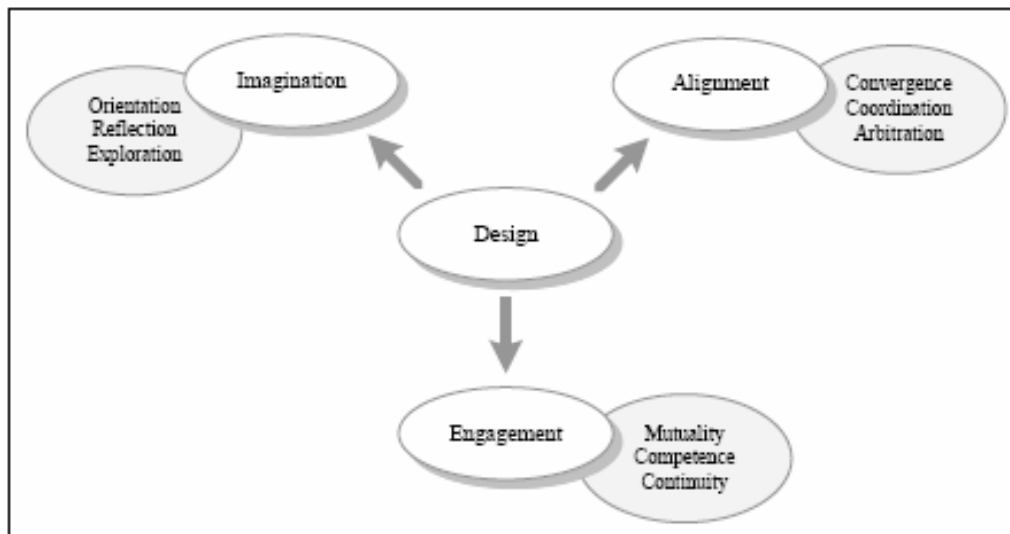 Imagination
Orientation
Reflection
Exploration
Alignment
Convergence
Coordination
Arbitration
Design
Engagement
Mutuality
Competence
Continuity